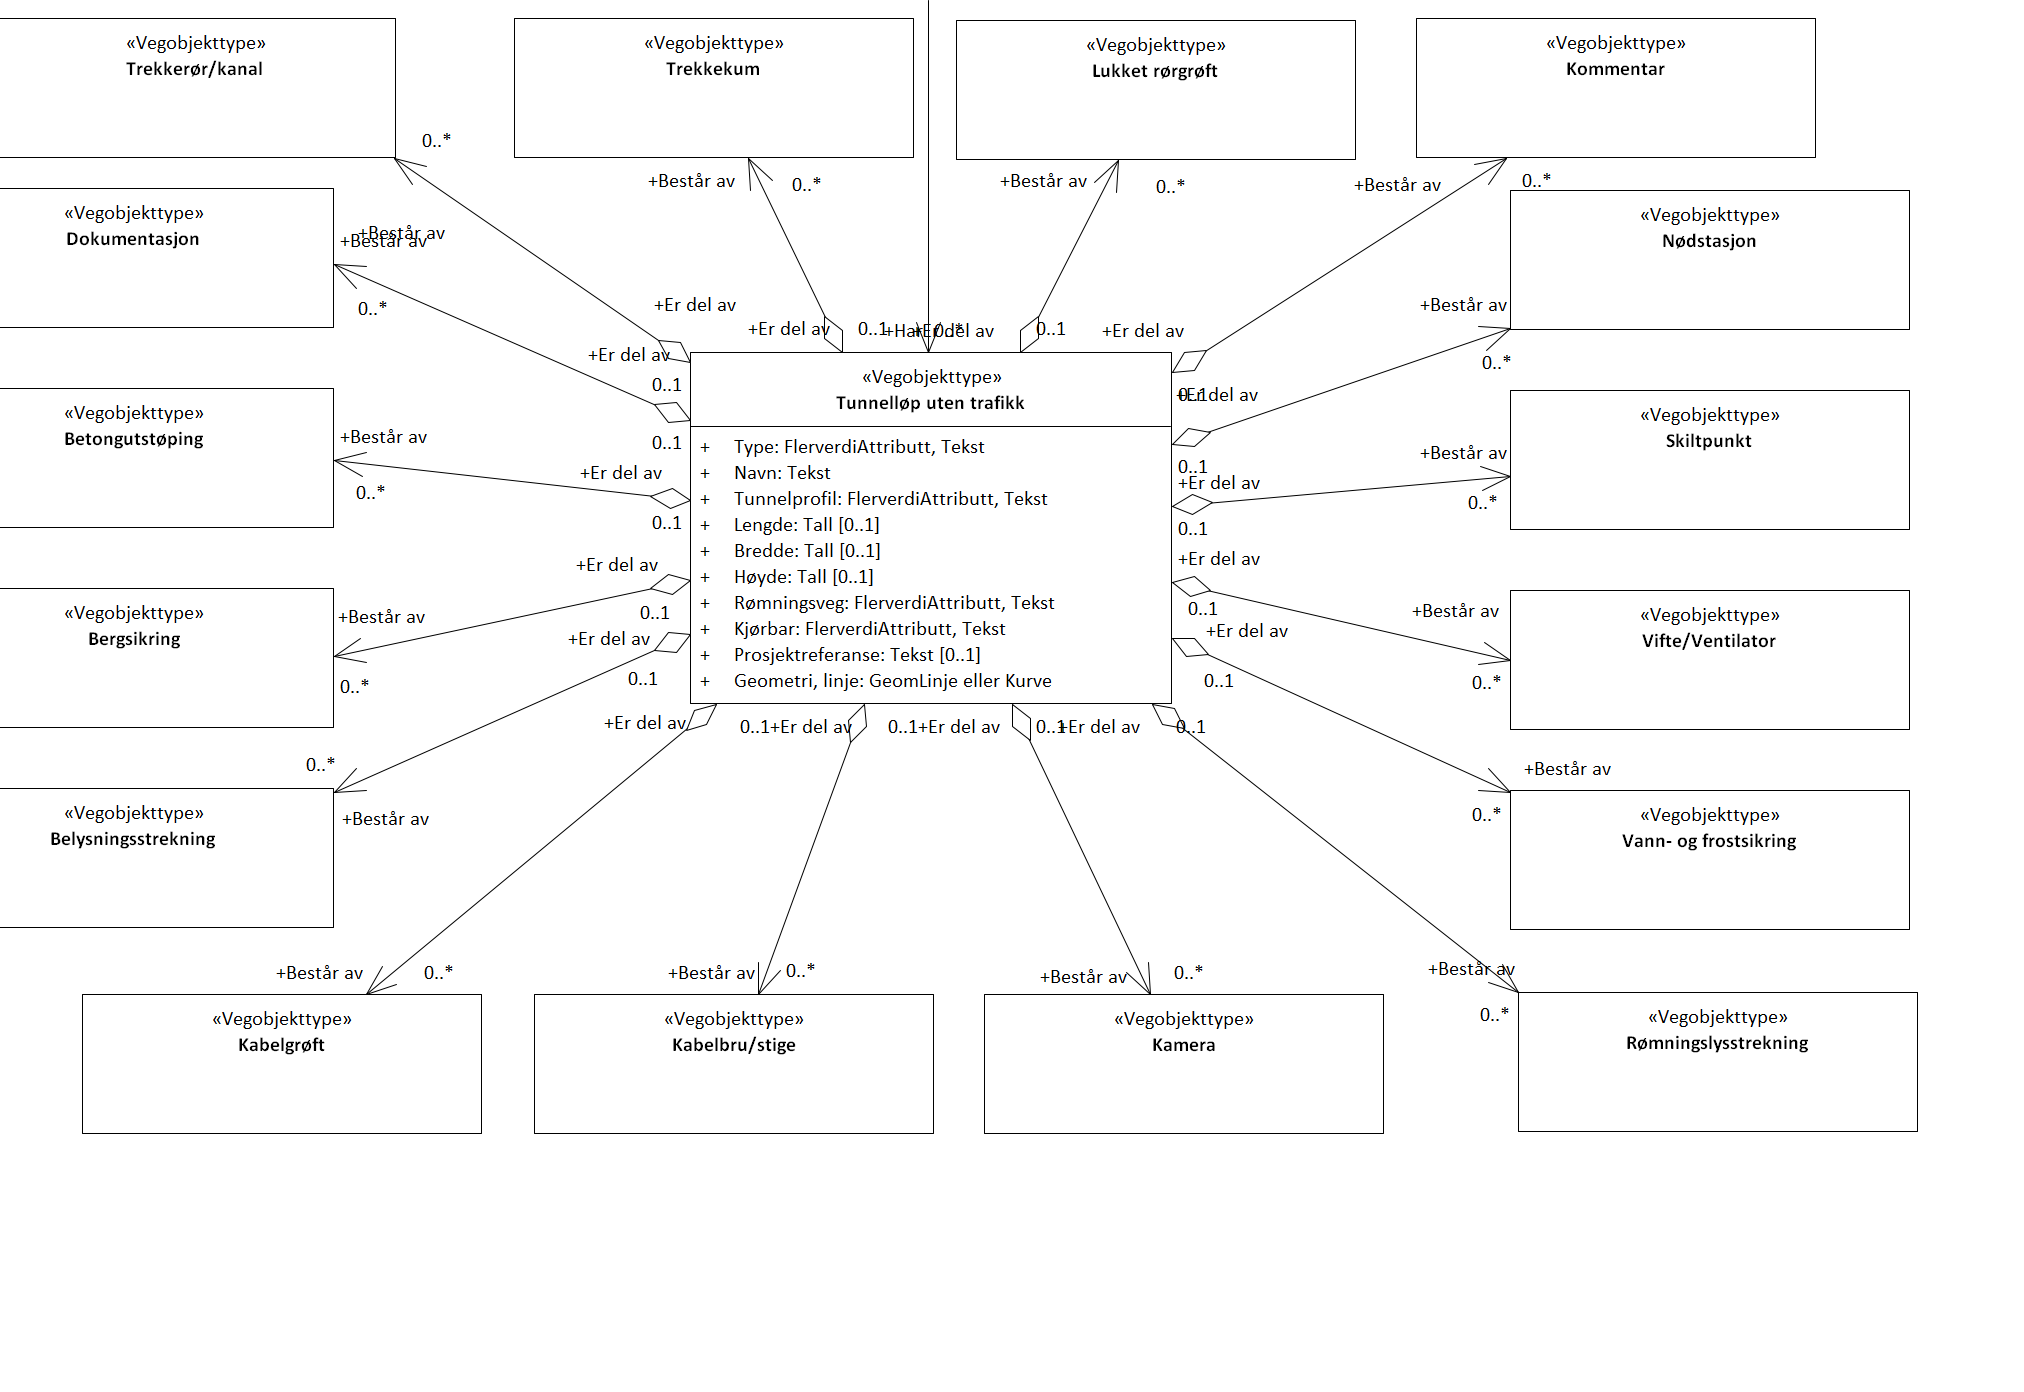 «Vegobjekttype»
Trekkerør/kanal
«Vegobjekttype»
Trekkekum
«Vegobjekttype»
Lukket rørgrøft
«Vegobjekttype»
Kommentar
0..*
+Består av
0..*
+Består av
0..*
+Består av
0..*
«Vegobjekttype»
Dokumentasjon
+Består av
+Består av
0..*
«Vegobjekttype»
Nødstasjon
+Består av
0..*
+Er del av
+Er del av
0..1
+Har
+Er del av
0..*
0..1
+Er del av
+Er del av
0..1
0..1
+Er del av
0..1
0..1
«Vegobjekttype»
Tunnelløp uten trafikk
+ Type: FlerverdiAttributt, Tekst
+ Navn: Tekst
+ Tunnelprofil: FlerverdiAttributt, Tekst
+ Lengde: Tall [0..1]
+ Bredde: Tall [0..1]
+ Høyde: Tall [0..1]
+ Rømningsveg: FlerverdiAttributt, Tekst
+ Kjørbar: FlerverdiAttributt, Tekst
+ Prosjektreferanse: Tekst [0..1]
+ Geometri, linje: GeomLinje eller Kurve
«Vegobjekttype»
Betongutstøping
+Består av
0..*
+Er del av
0..1
«Vegobjekttype»
Skiltpunkt
+Består av
0..*
+Er del av
0..1
«Vegobjekttype»
Bergsikring
+Består av
0..*
+Er del av
0..1
«Vegobjekttype»
Vifte/Ventilator
+Består av
0..*
+Er del av
0..1
«Vegobjekttype»
Belysningsstrekning
0..*
+Består av
+Er del av
0..1
«Vegobjekttype»
Vann- og frostsikring
+Består av
0..*
+Er del av
0..1
+Er del av
0..1
+Er del av
0..1
+Er del av
0..1
+Er del av
0..1
+Består av
0..*
+Består av
0..*
+Består av
0..*
+Består av
0..*
«Vegobjekttype»
Kabelgrøft
«Vegobjekttype»
Kabelbru/stige
«Vegobjekttype»
Kamera
«Vegobjekttype»
Rømningslysstrekning